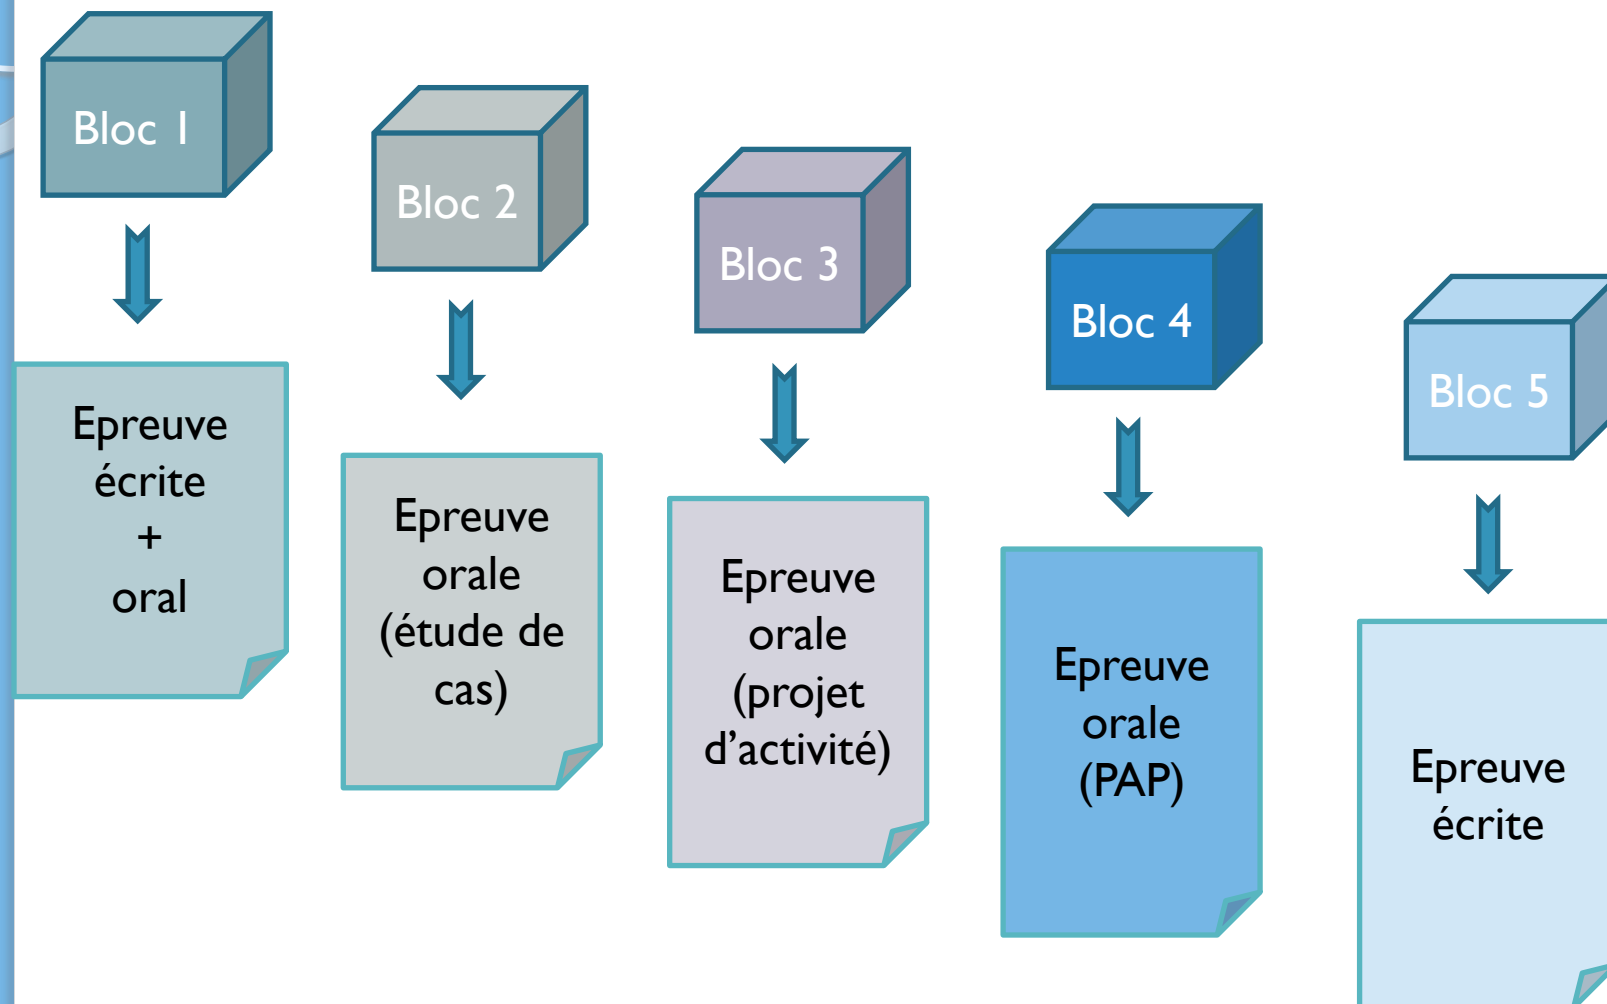 Bloc 1
Epreuve
écrite
+
oral
Bloc 2
Epreuve
orale
(étude de
cas)
Bloc 3
Epreuve
orale
(projet
d’activité)
Bloc 4
Epreuve
orale
(PAP)
Bloc 5
Epreuve
écrite